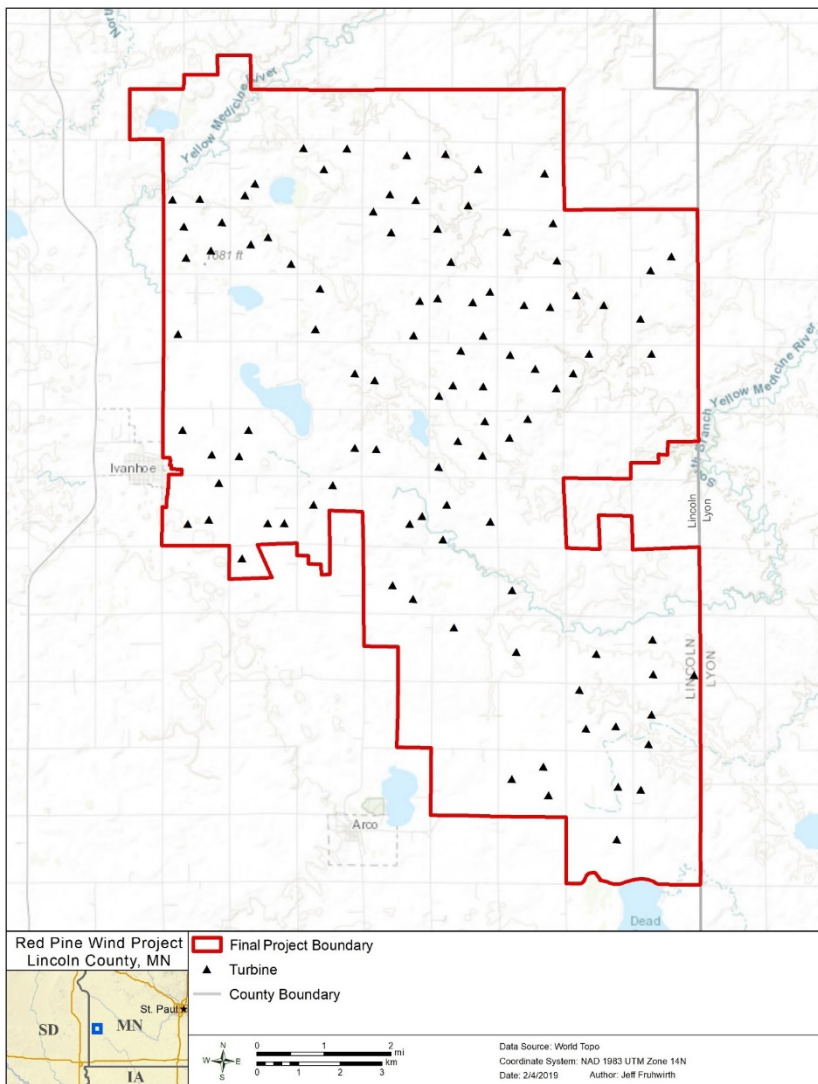 North
Yellow Medicine River
1681 ft
Ivanhoe
South Branch Yellow Medicine River
Lincoln
Lyon
LINCOLN
LYON
Arco
Dead
Red Pine Wind Project
Lincoln County, MN
St. Paul
SD
MN
IA
Final Project Boundary
Turbine
County Boundary
N
W
E
S
0 1 2
mi
km
0 1 2 3
Data Source: World Topo
Coordinate System: NAD 1983 UTM Zone 14N
Date: 2/4/2019 Author: Jeff Fruhwirth